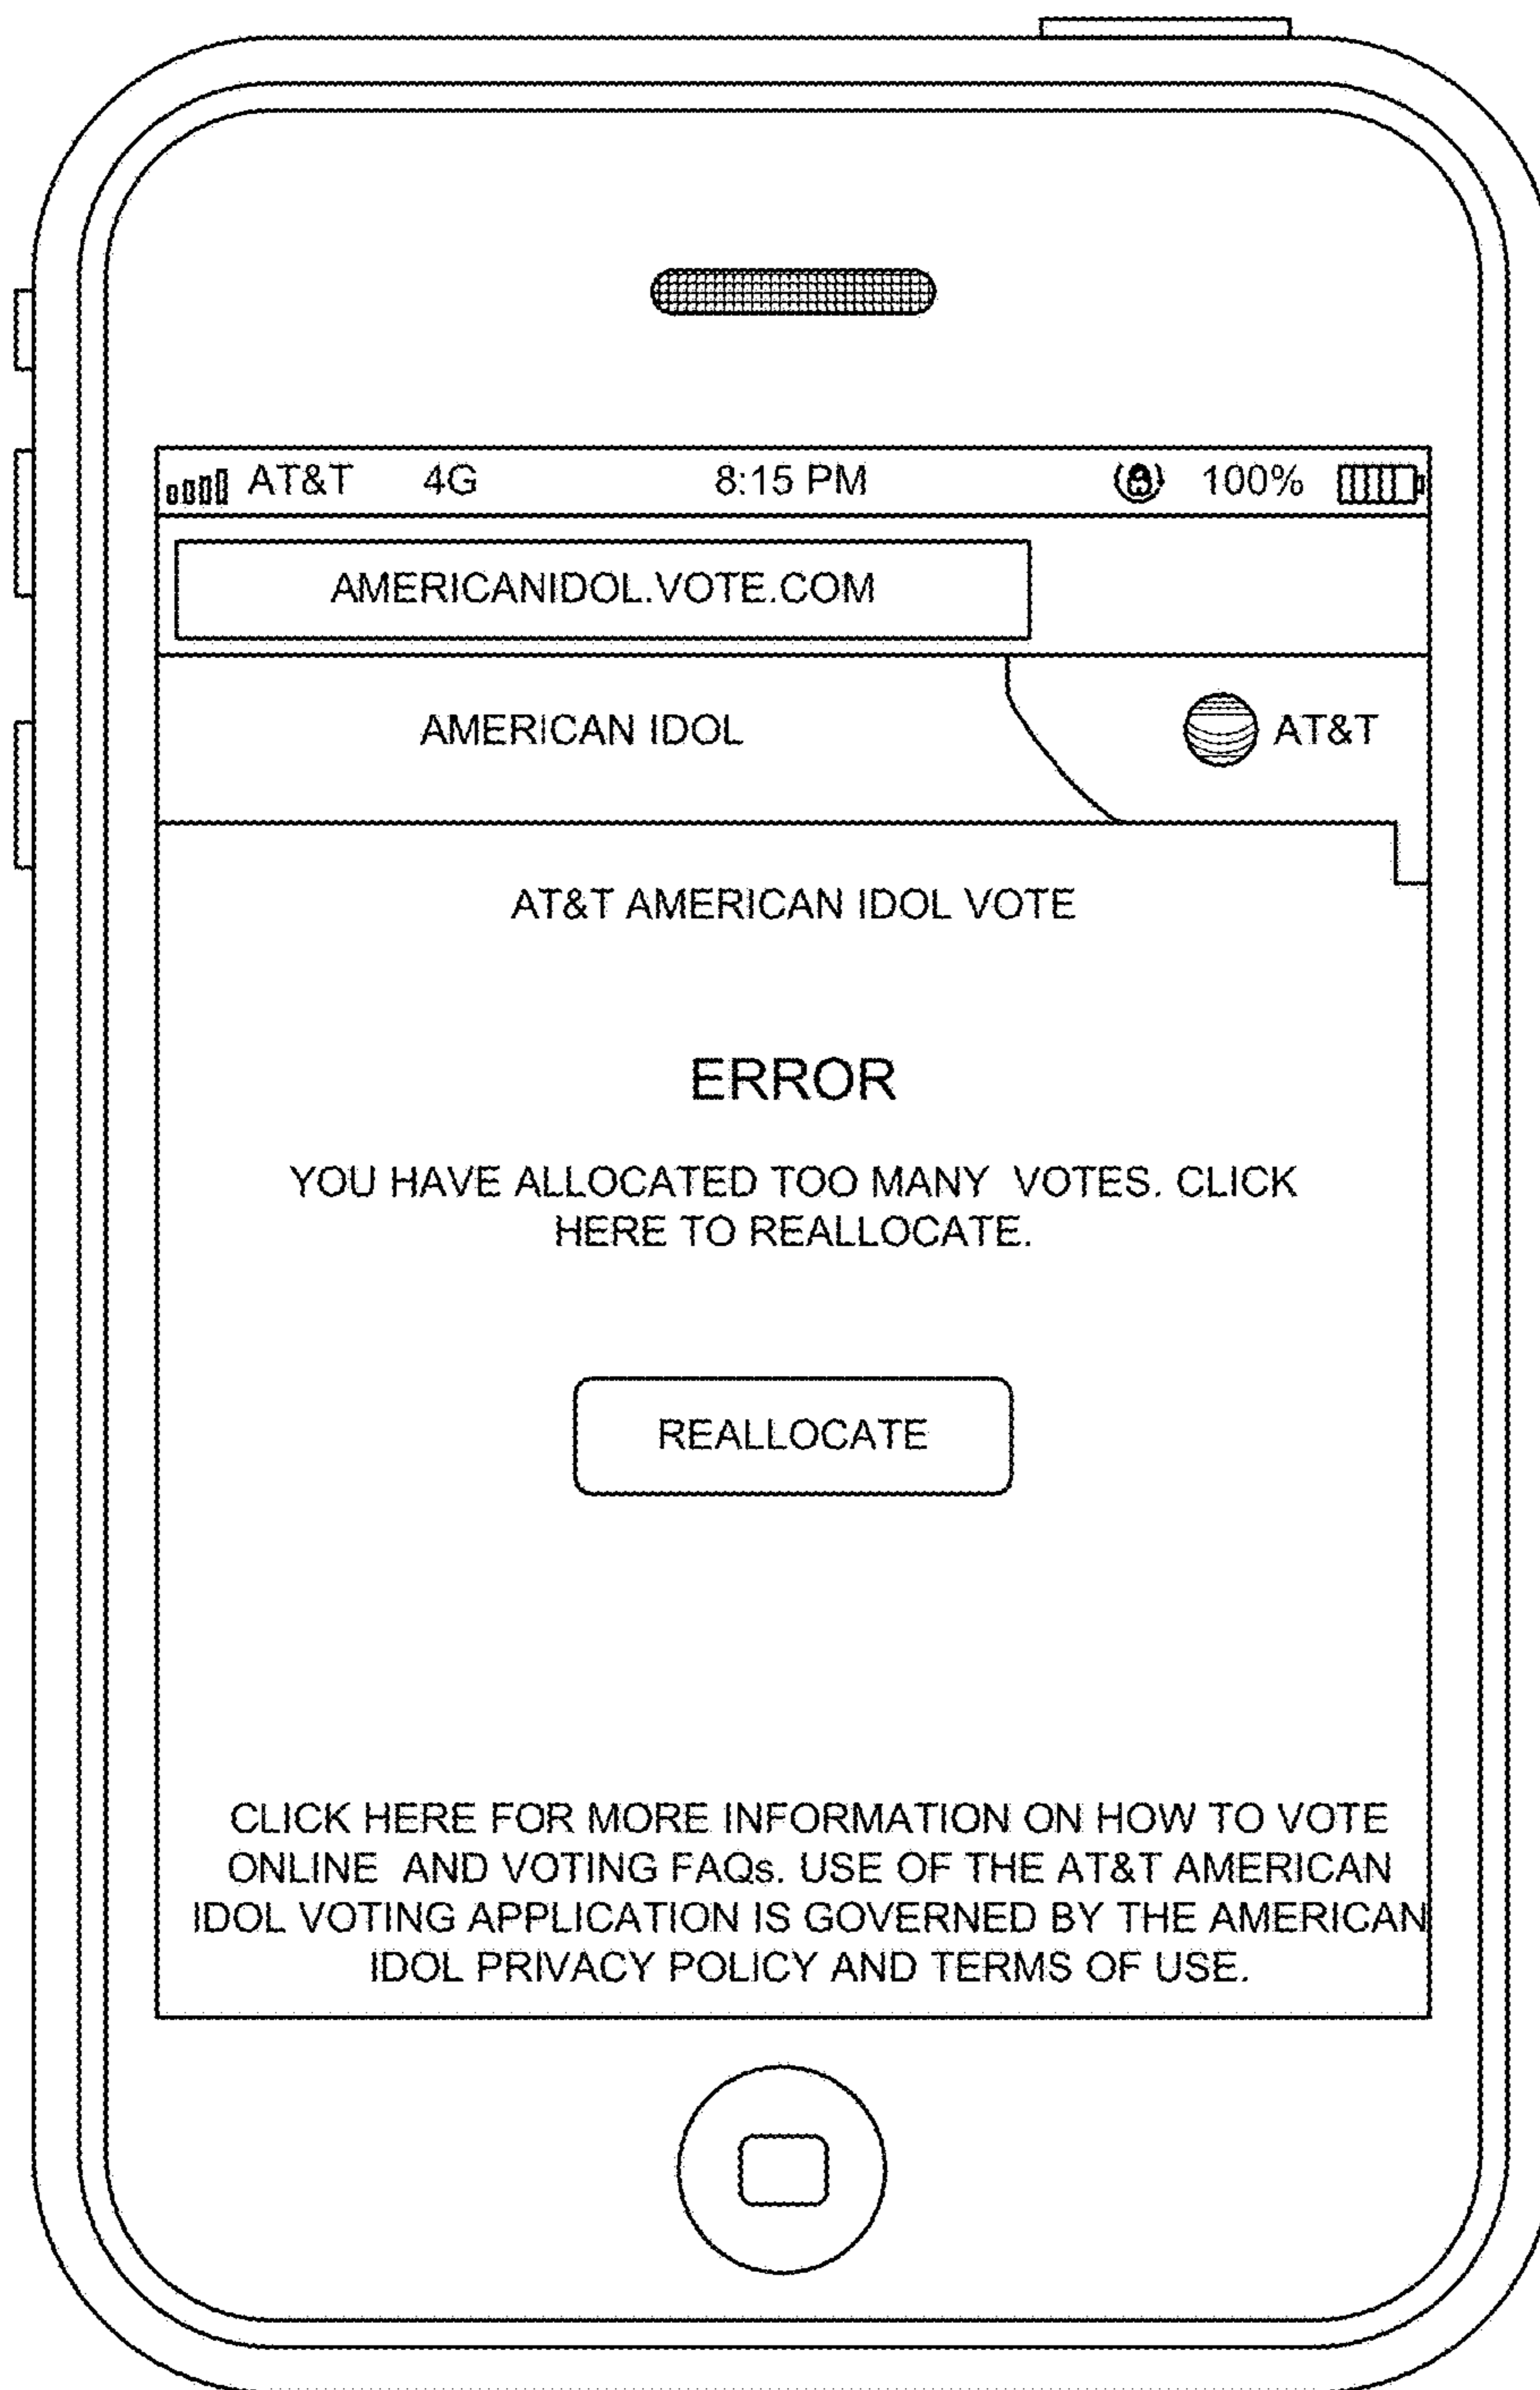 AT&T 4G 8:15 PM 100%
AMERICANIDOL.VOTE.COM
AMERICAN IDOL AT&T
AT&T AMERICAN IDOL VOTE
ERROR
YOU HAVE ALLOCATED TOO MANY VOTES. CLICK
HERE TO REALLOCATE.
REALLOCATE
CLICK HERE FOR MORE INFORMATION ON HOW TO VOTE
ONLINE AND VOTING FAQs. USE OF THE AT&T AMERICAN
IDOL VOTING APPLICATION IS GOVERNED BY THE AMERICAN
IDOL PRIVACY POLICY AND TERMS OF USE.